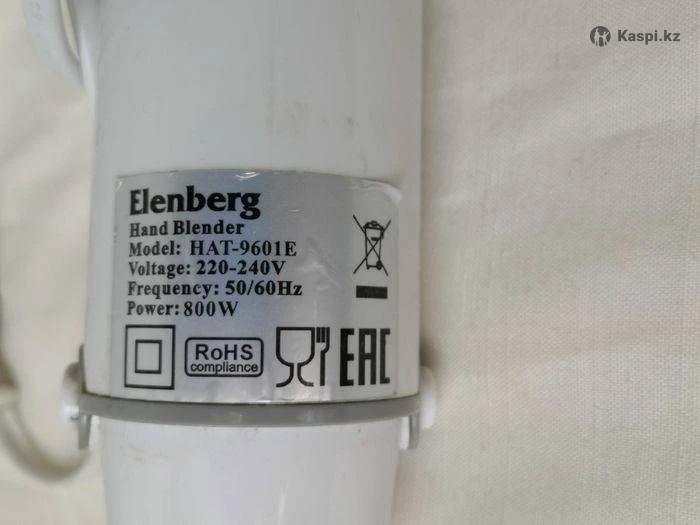 Kaspi.kz
Elenberg
Hand Blender
Model: HAT-9601E
Voltage: 220-240V
Frequency: 50/60Hz
Power: 800W
RoHS
compliance
EAC